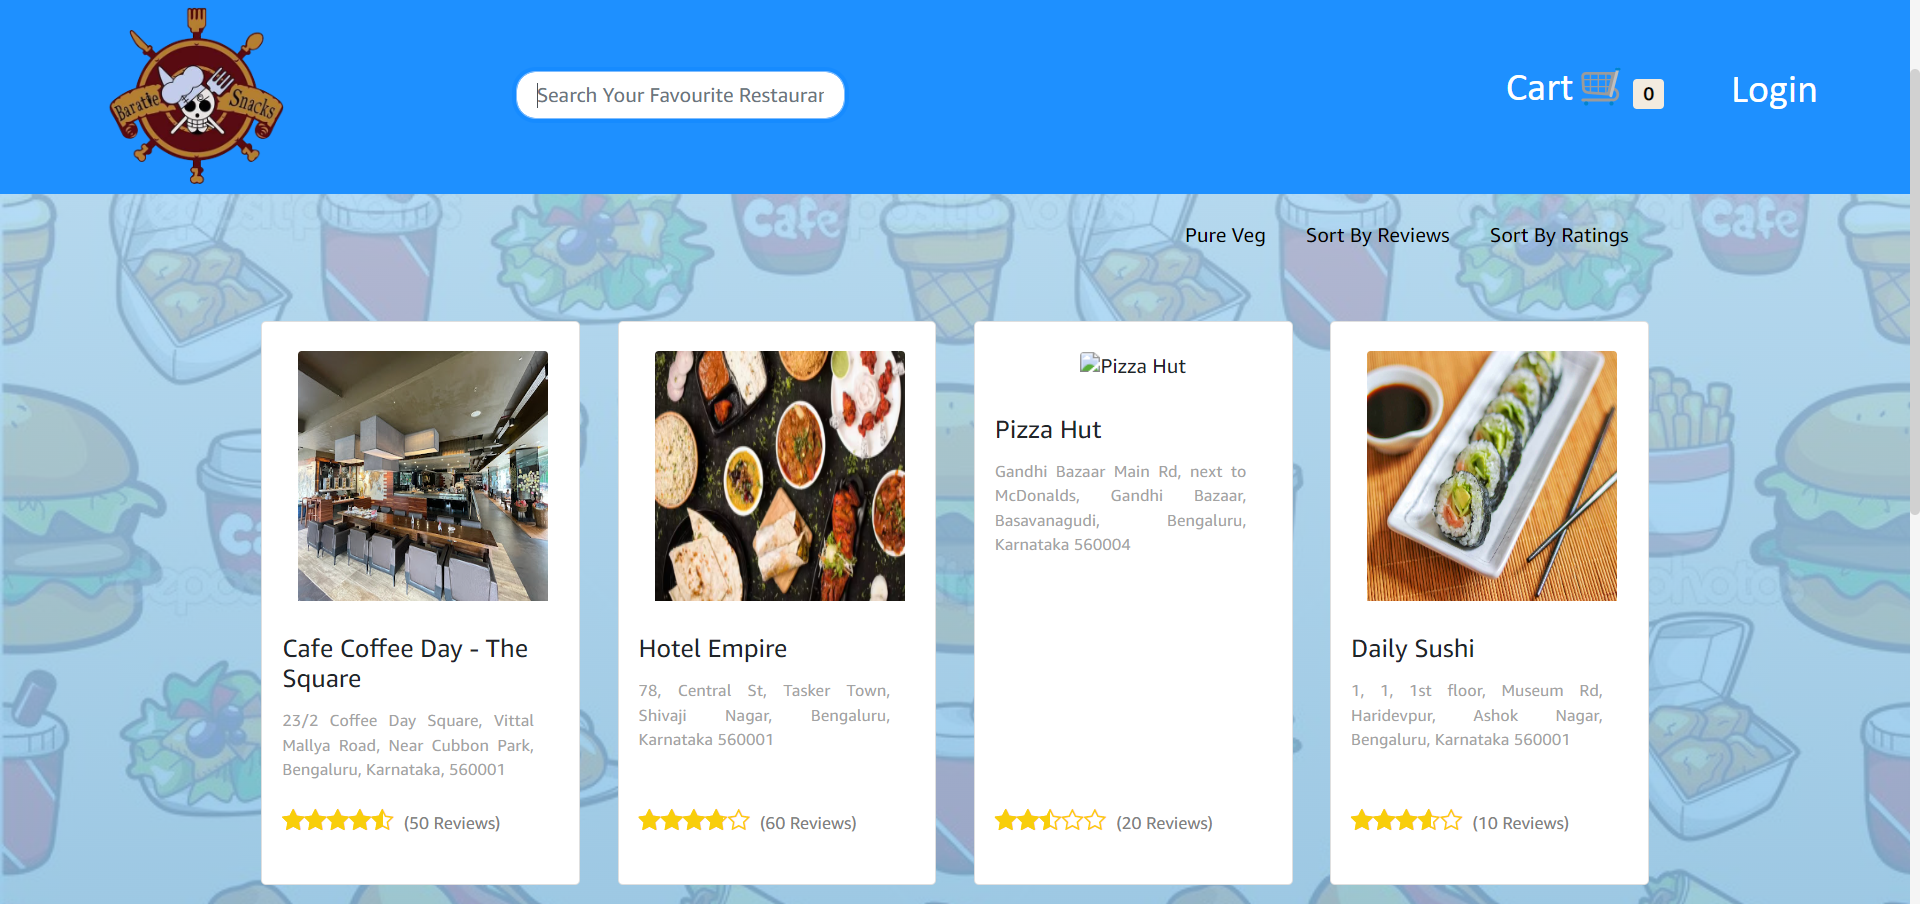 Baratie Snacks
Search Your Favourite Restaurar
Cart 0
Login
depositphotos
Cafe
depositphotos
Cafe
Pure Veg
Sort By Reviews
Sort By Ratings
Cafe Coffee Day - The
Square
23/2 Coffee Day Square, Vittal
Mallya Road, Near Cubbon Park,
Bengaluru, Karnataka, 560001
(50 Reviews)
Hotel Empire
78, Central St, Tasker Town,
Shivaji Nagar, Bengaluru,
Karnataka 560001
(60 Reviews)
Pizza Hut
Pizza Hut
Gandhi Bazaar Main Rd, next to
McDonalds, Gandhi Bazaar,
Basavanagudi, Bengaluru,
Karnataka 560004
(20 Reviews)
Daily Sushi
1, 1, 1st floor, Museum Rd,
Haridevpur, Ashok Nagar,
Bengaluru, Karnataka 560001
(10 Reviews)